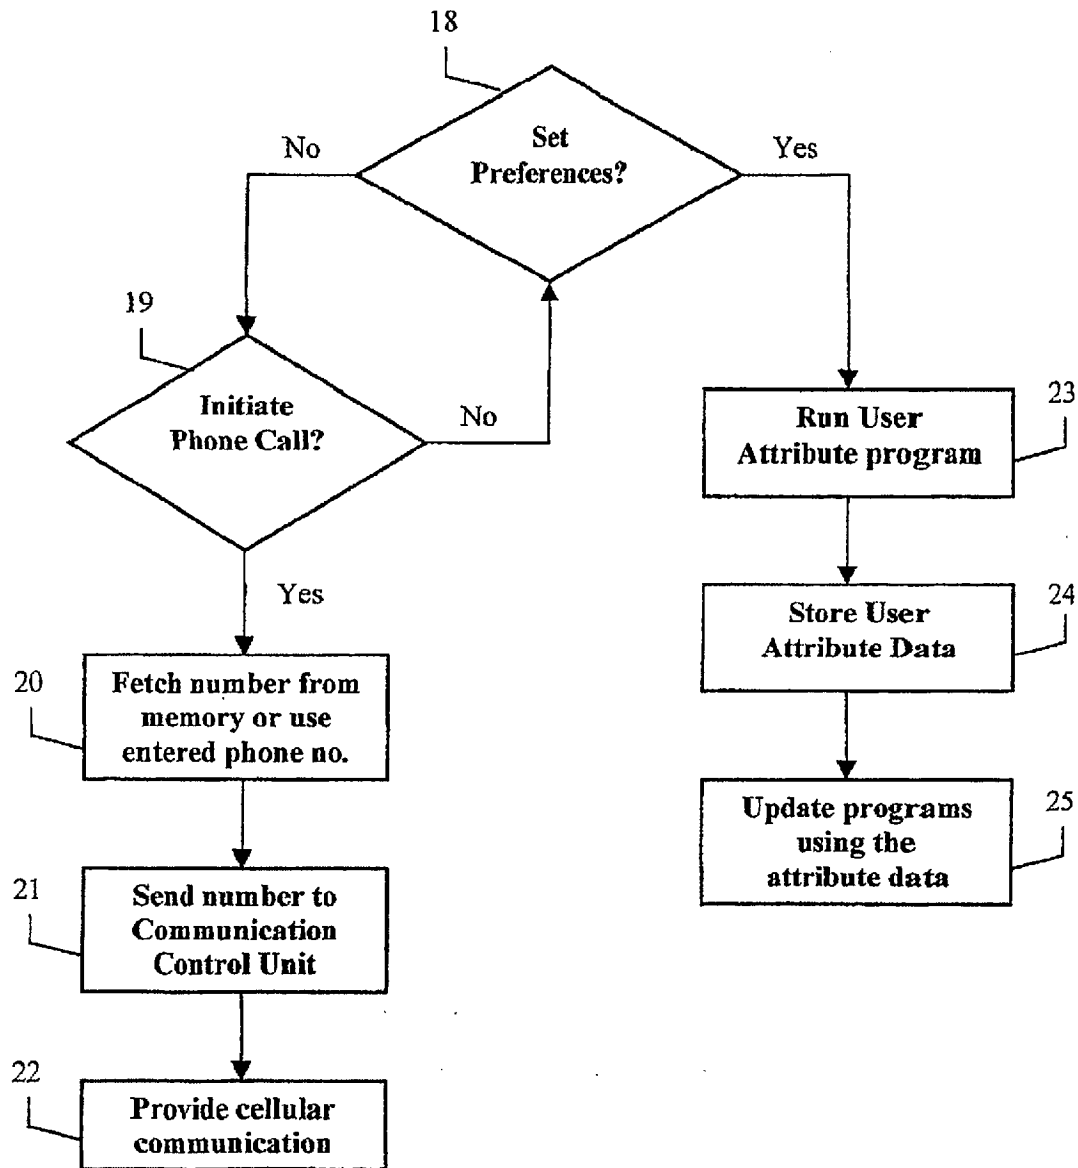 18
Set
Preferences?
No
Yes
19
Initiate
Phone Call?
No
Yes
23
Run User
Attribute program
24
Store User
Attribute Data
20
Fetch number from
memory or use
entered phone no.
25
Update programs
using the
attribute data
21
Send number to
Communication
Control Unit
22
Provide cellular
communication